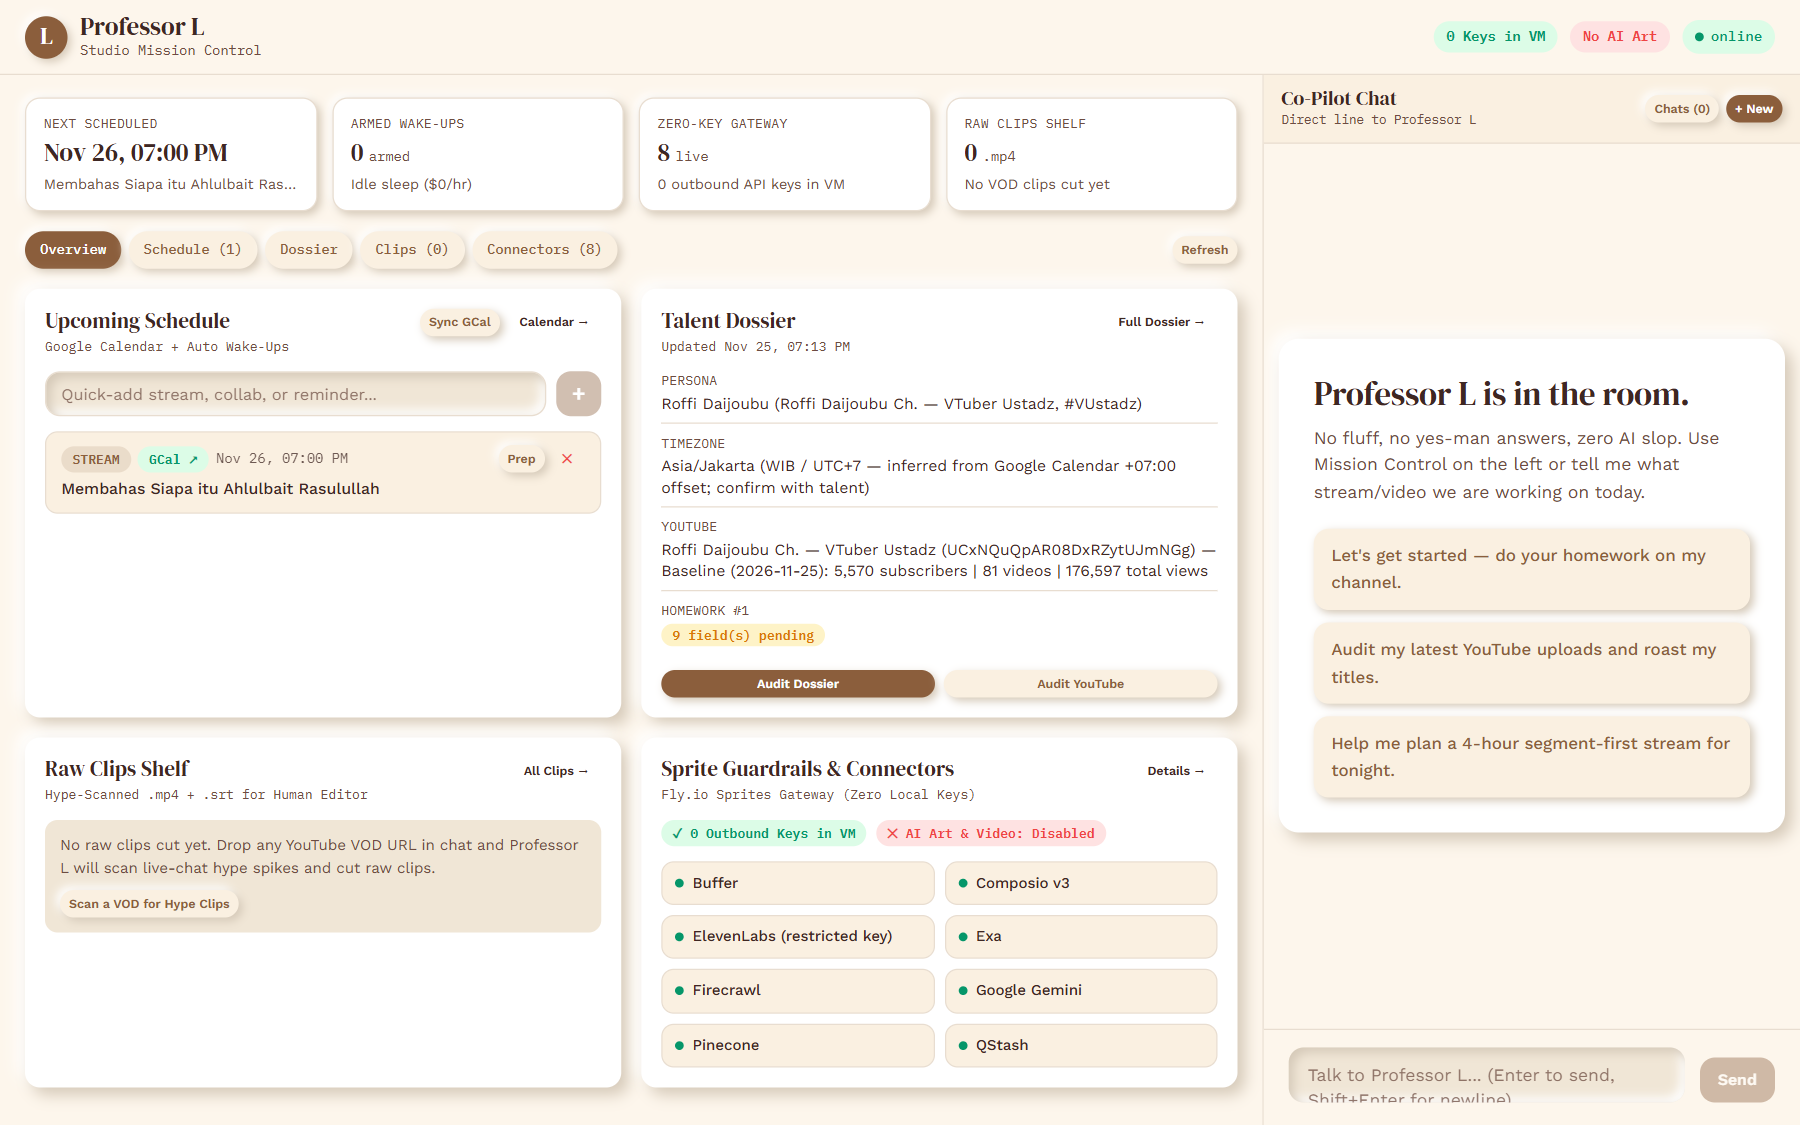 L
Professor L
Studio Mission Control
0 Keys in VM
No AI Art
online
NEXT SCHEDULED
Nov 26, 07:00 PM
Membahas Siapa itu Ahlulbait Ras...
ARMED WAKE-UPS
0 armed
Idle sleep ($0/hr)
ZERO-KEY GATEWAY
8 live
0 outbound API keys in VM
RAW CLIPS SHELF
0 .mp4
No VOD clips cut yet
Overview
Schedule (1)
Dossier
Clips (0)
Connectors (8)
Refresh
Upcoming Schedule
Google Calendar + Auto Wake-Ups
Sync GCal
Calendar →
Quick-add stream, collab, or reminder...
+
STREAM
GCal ↗
Nov 26, 07:00 PM
Prep
✕
Membahas Siapa itu Ahlulbait Rasulullah
Talent Dossier
Updated Nov 25, 07:13 PM
Full Dossier →
PERSONA
Roffi Daijoubu (Roffi Daijoubu Ch. — VTuber Ustadz, #VUstadz)
TIMEZONE
Asia/Jakarta (WIB / UTC+7 — inferred from Google Calendar +07:00
offset; confirm with talent)
YOUTUBE
Roffi Daijoubu Ch. — VTuber Ustadz (UCxNQuQpAR08DxRZytUJmNGg) —
Baseline (2026-11-25): 5,570 subscribers | 81 videos | 176,597 total views
HOMEWORK #1
9 field(s) pending
Audit Dossier
Audit YouTube
Raw Clips Shelf
Hype-Scanned .mp4 + .srt for Human Editor
All Clips →
No raw clips cut yet. Drop any YouTube VOD URL in chat and Professor
L will scan live-chat hype spikes and cut raw clips.
Scan a VOD for Hype Clips
Sprite Guardrails & Connectors
Fly.io Sprites Gateway (Zero Local Keys)
Details →
✓ 0 Outbound Keys in VM
✕ AI Art & Video: Disabled
Buffer
Composio v3
ElevenLabs (restricted key)
Exa
Firecrawl
Google Gemini
Pinecone
QStash
Co-Pilot Chat
Direct line to Professor L
Chats (0)
+ New
Professor L is in the room.
No fluff, no yes-man answers, zero AI slop. Use
Mission Control on the left or tell me what
stream/video we are working on today.
Let's get started — do your homework on my
channel.
Audit my latest YouTube uploads and roast my
titles.
Help me plan a 4-hour segment-first stream for
tonight.
Talk to Professor L... (Enter to send,
Shift+Enter for newline)
Send